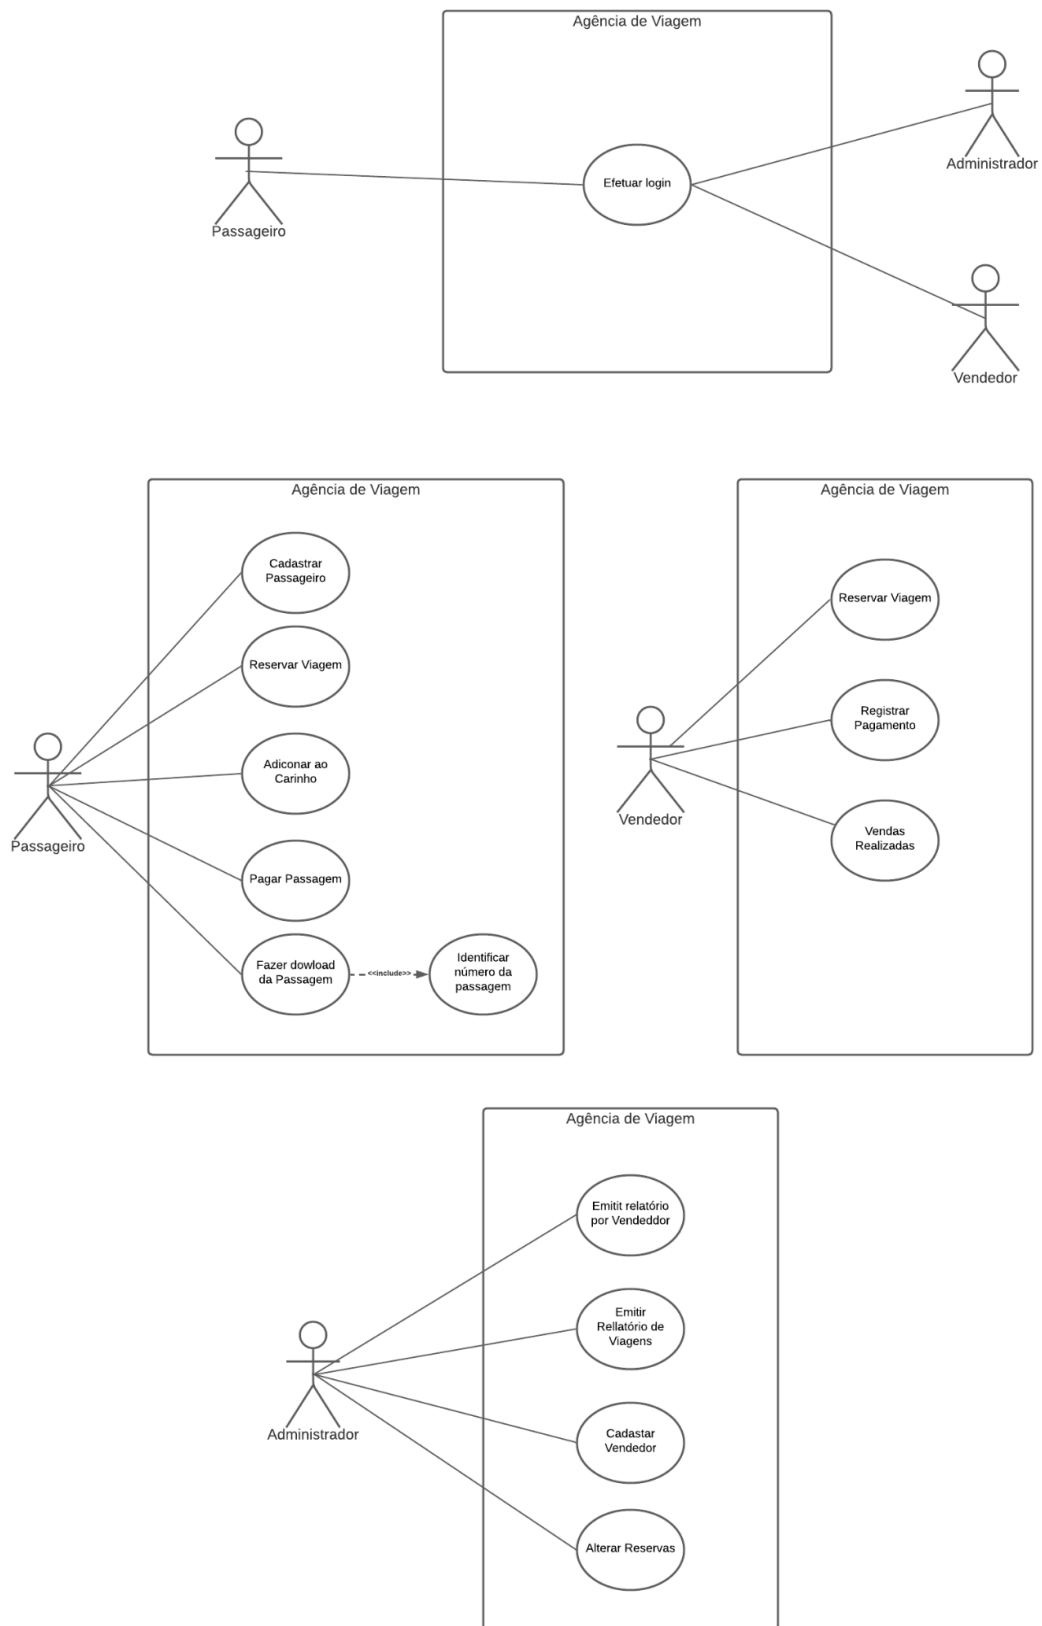 Agência de Viagem
Efetuar login
Passageiro
Administrador
Vendedor
Agência de Viagem
Cadastrar
Passageiro
Reservar Viagem
Adiconar ao
Carinho
Pagar Passagem
Fazer dowload
da Passagem
<<include>>
Identificar
número da
passagem
Passageiro
Agência de Viagem
Reservar Viagem
Registrar
Pagamento
Vendas
Realizadas
Vendedor
Agência de Viagem
Emitit relatório
por Vendeddor
Emitir
Rellatório de
Viagens
Cadastar
Vendedor
Alterar Reservas
Administrador